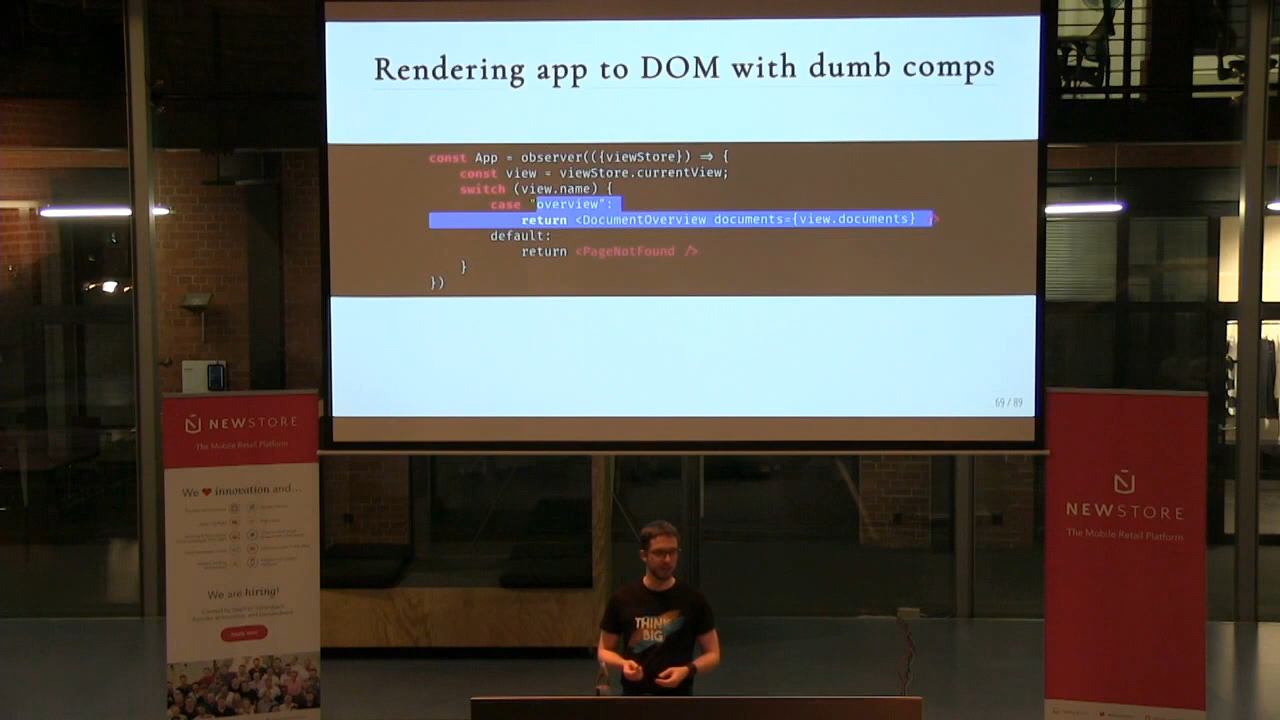 Rendering app to DOM with dumb comps
const App = observer(({viewStore}) ⇒ {
const view = viewStore.currentView;
switch (view.name) {
case "overview":
return <DocumentOverview documents={view.documents} />
default:
return <PageNotFound />
}
})
69 / 89
NEWSTORE
The Mobile Retail Platform
We ♥ innovation and...
We are hiring!
THINK
BIG
NEWSTORE
The Mobile Retail Platform